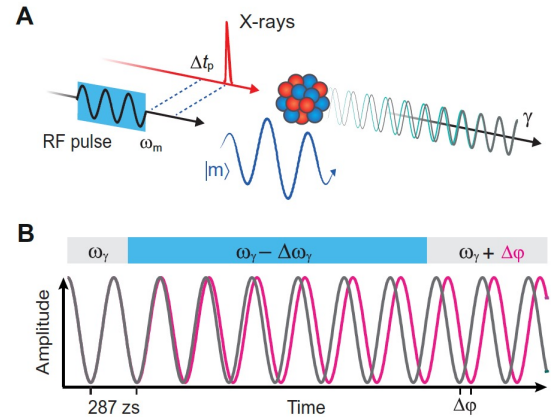 A
X-rays
Δtp
RF pulse
ωm
|m⟩
γ
B
ωγ
ωγ − Δωγ
ωγ + Δφ
Amplitude
287 zs
Time
Δφ